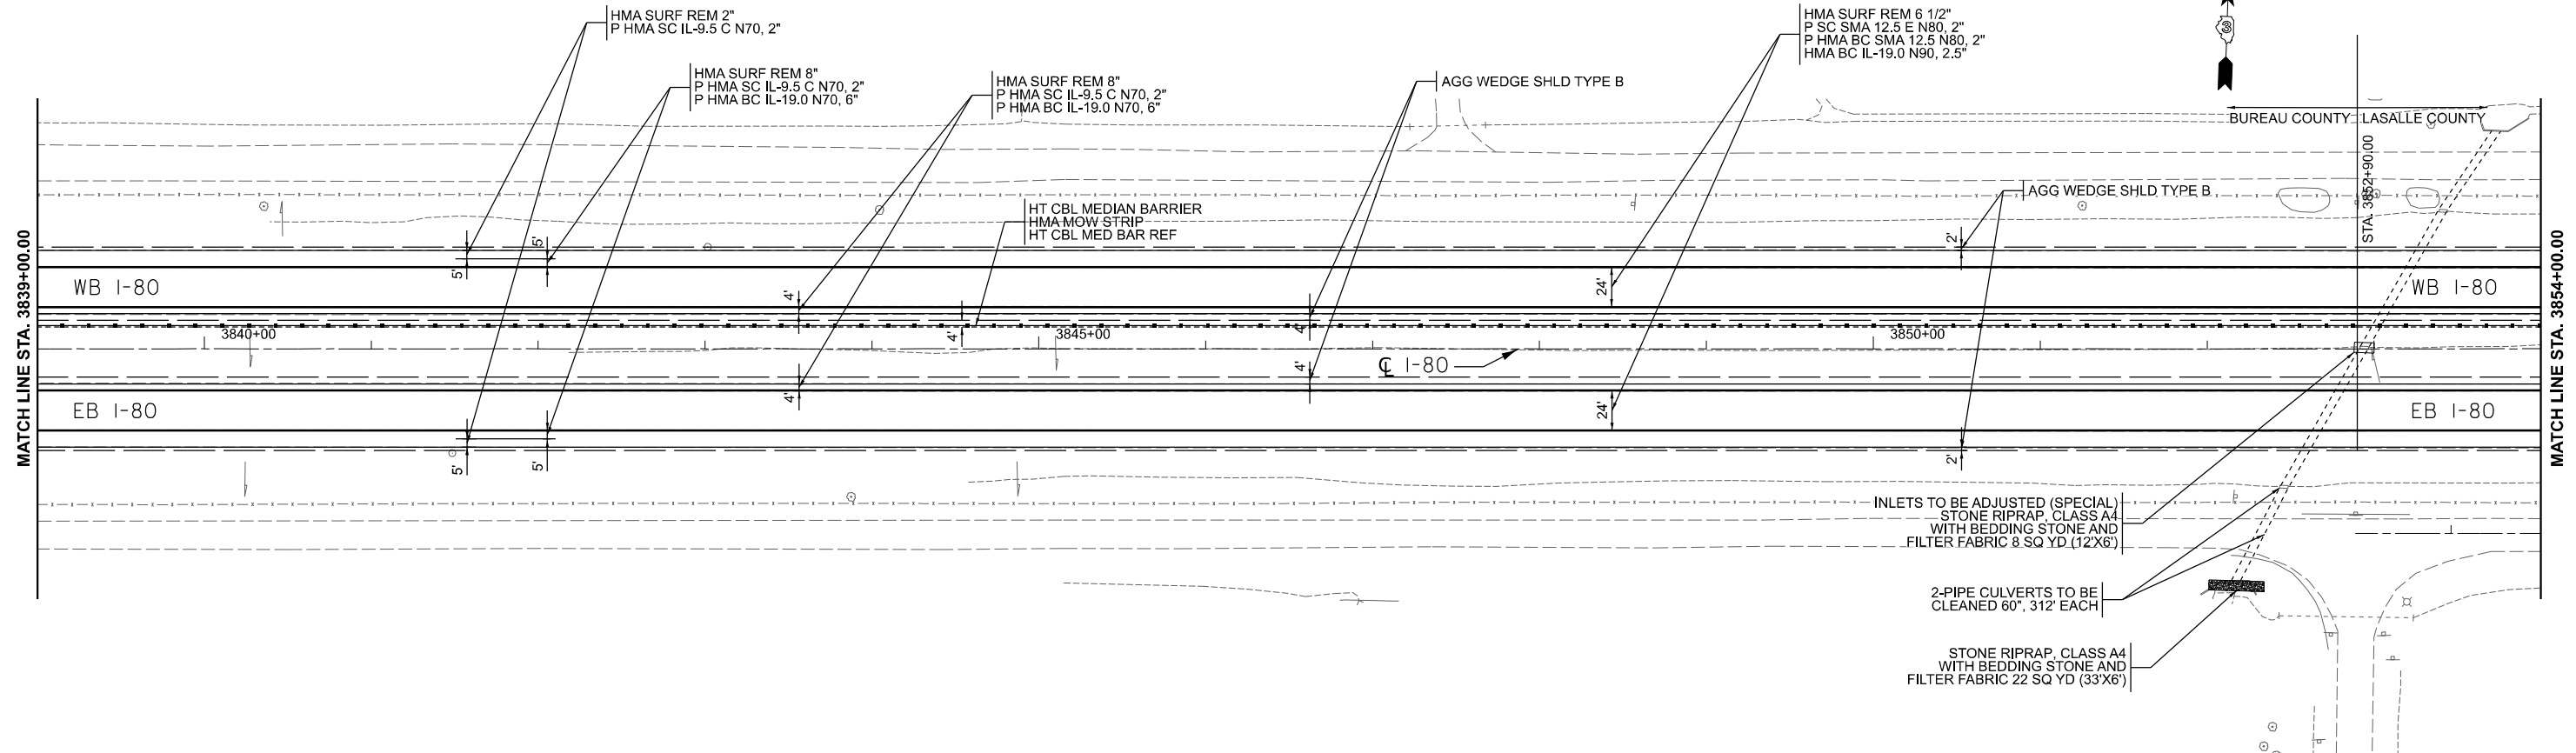 HMA SURF REM 2"
P HMA SC IL-9.5 C N70, 2"
HMA SURF REM 8"
P HMA SC IL-9.5 C N70, 2"
P HMA BC IL-19.0 N70, 6"
HMA SURF REM 8"
P HMA SC IL-9.5 C N70, 2"
P HMA BC IL-19.0 N70, 6"
AGG WEDGE SHLD TYPE B
HMA SURF REM 6 1/2"
P SC SMA 12.5 E N80, 2"
P HMA BC SMA 12.5 N80, 2"
HMA BC IL-19.0 N90, 2.5"
3
BUREAU COUNTY
LASALLE COUNTY
STA. 3852+90.00
AGG WEDGE SHLD TYPE B
HT CBL MEDIAN BARRIER
HMA MOW STRIP
HT CBL MED BAR REF
MATCH LINE STA. 3839+00.00
MATCH LINE STA. 3854+00.00
5'
5'
2'
WB I-80
4'
24'
WB I-80
3840+00
4'
3845+00
4'
3850+00
℄ I-80
4'
4'
24'
EB I-80
EB I-80
5'
5'
2'
INLETS TO BE ADJUSTED (SPECIAL)
STONE RIPRAP, CLASS A4
WITH BEDDING STONE AND
FILTER FABRIC 8 SQ YD (12'X6')
2-PIPE CULVERTS TO BE
CLEANED 60", 312' EACH
STONE RIPRAP, CLASS A4
WITH BEDDING STONE AND
FILTER FABRIC 22 SQ YD (33'X6')